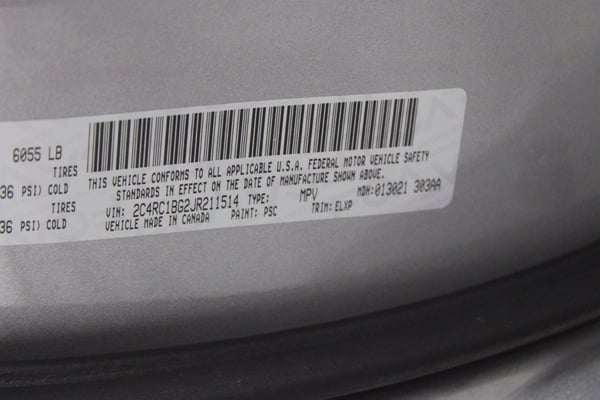 6055 LB
TIRES
36 PSI) COLD
TIRES
36 PSI) COLD
THIS VEHICLE CONFORMS TO ALL APPLICABLE U.S.A. FEDERAL MOTOR VEHICLE SAFETY
STANDARDS IN EFFECT ON THE DATE OF MANUFACTURE SHOWN ABOVE.
VIN: 2C4RC1BG2JR211514 TYPE: MPV MDH:013021 303AA
VEHICLE MADE IN CANADA PAINT: PSC TRIM:ELXP